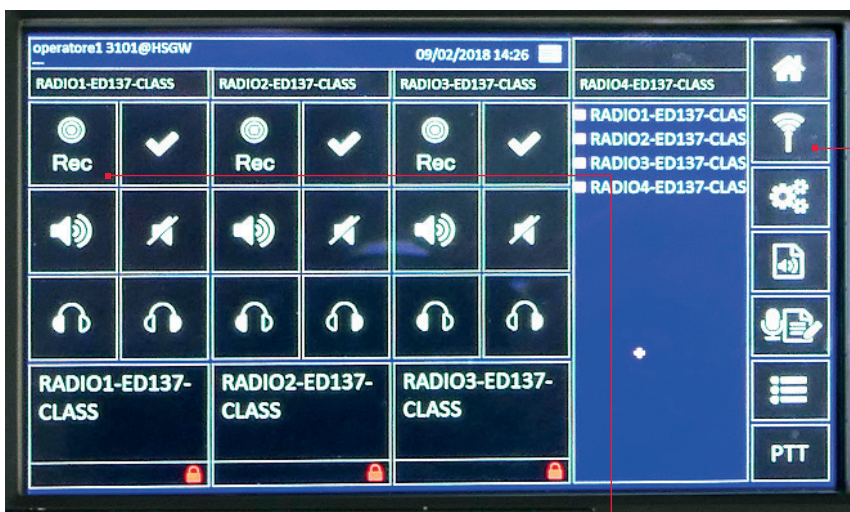 operatore1 3101@HSGW
09/02/2018 14:26
RADIO1-ED137-CLASS
RADIO2-ED137-CLASS
RADIO3-ED137-CLASS
RADIO4-ED137-CLASS
RADIO1-ED137-CLAS
RADIO2-ED137-CLAS
RADIO3-ED137-CLAS
RADIO4-ED137-CLAS
Rec
Rec
Rec
RADIO1-ED137-
CLASS
RADIO2-ED137-
CLASS
RADIO3-ED137-
CLASS
PTT